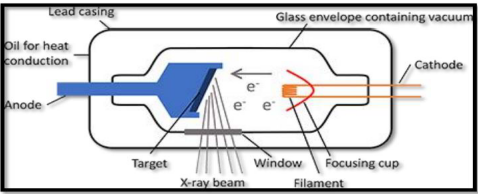 Lead casing
Glass envelope containing vacuum
Oil for heat
conduction
Cathode
e⁻
e⁻ e⁻
Anode
Target
Window
Focusing cup
X-ray beam
Filament